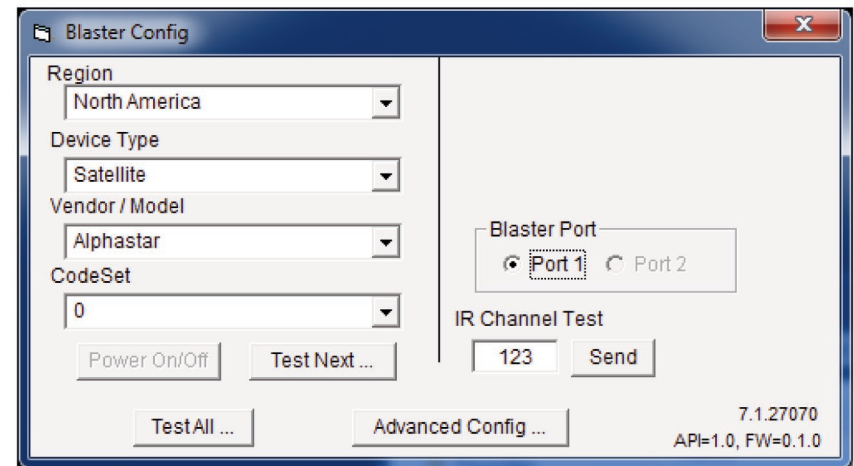 Blaster Config
Region
North America
Device Type
Satellite
Vendor / Model
Alphastar
CodeSet
0
Power On/Off Test Next ...
Blaster Port
Port 1 Port 2
IR Channel Test
123 Send
Test All ... Advanced Config ...
7.1.27070
API=1.0, FW=0.1.0